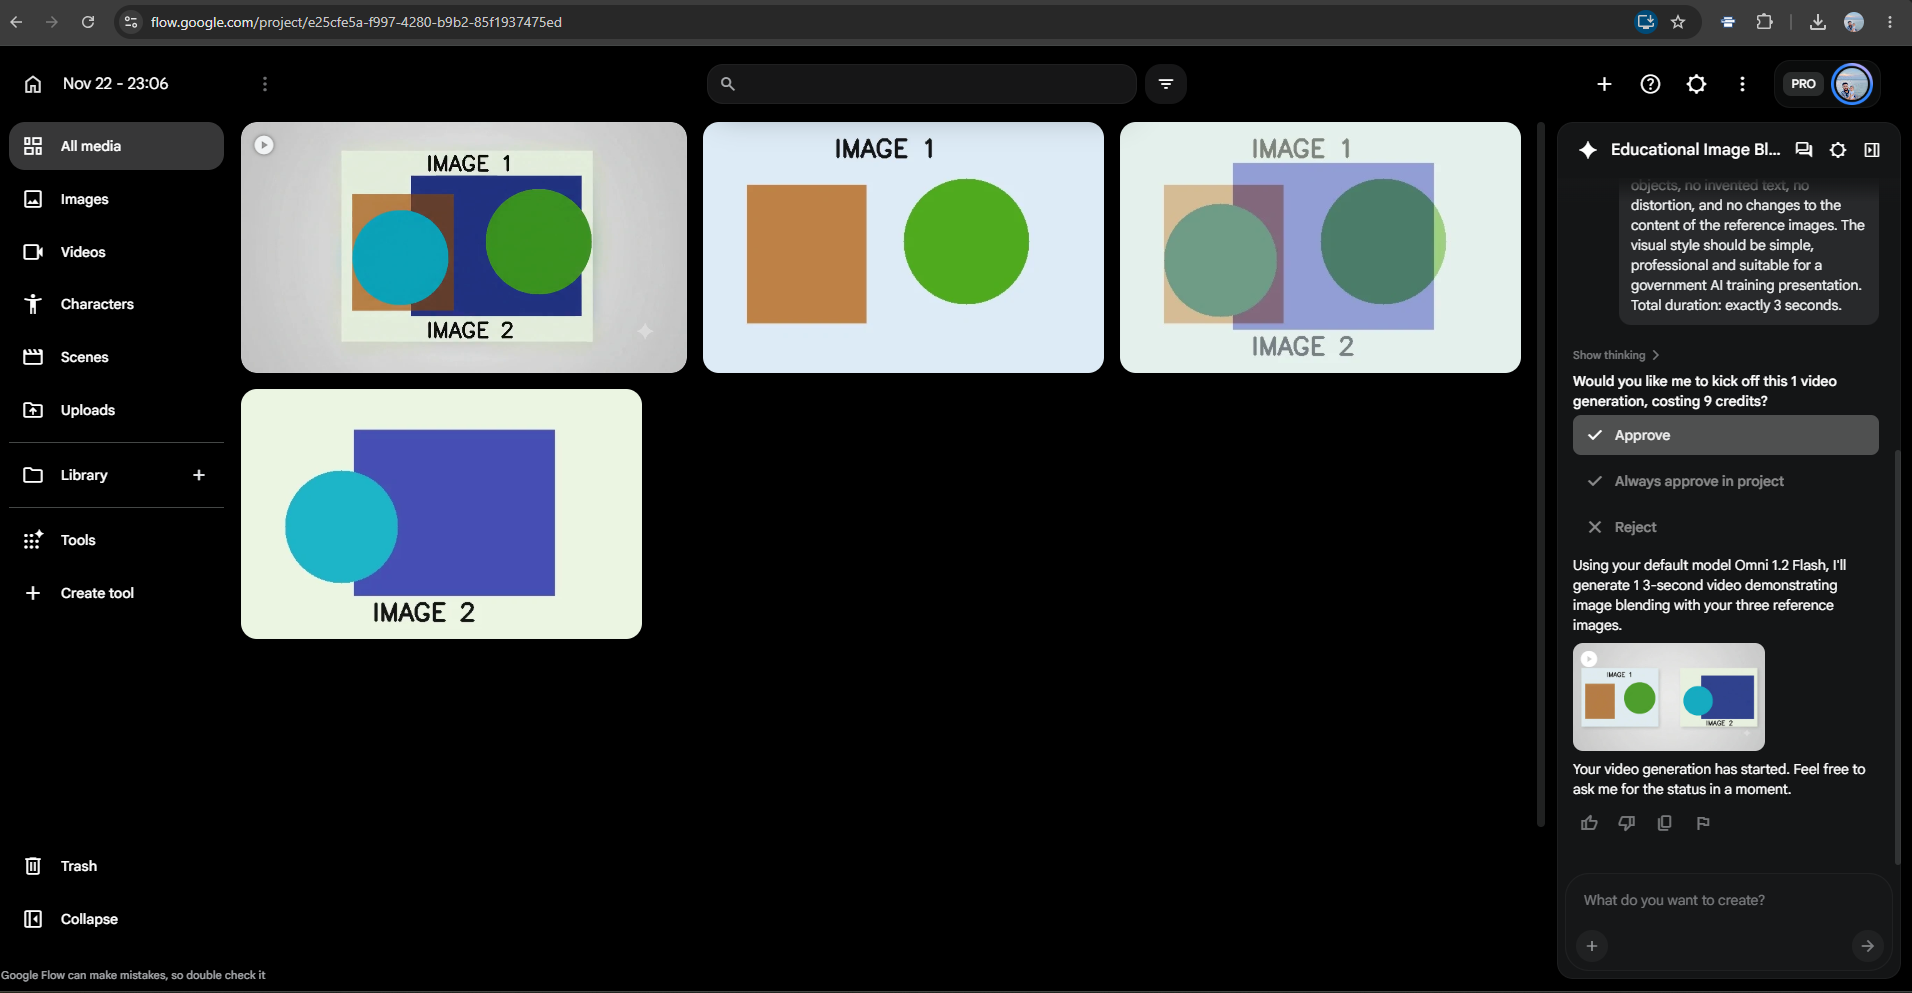 flow.google.com/project/e25cfe5a-f997-4280-b9b2-85f1937475ed
Nov 22 - 23:06
PRO
All media
Images
Videos
Characters
Scenes
Uploads
Library
Tools
Create tool
Trash
Collapse
Google Flow can make mistakes, so double check it
IMAGE 1
IMAGE 2
IMAGE 1
IMAGE 1
IMAGE 2
IMAGE 2
Educational Image Bl...
objects, no invented text, no
distortion, and no changes to the
content of the reference images. The
visual style should be simple,
professional and suitable for a
government AI training presentation.
Total duration: exactly 3 seconds.
Show thinking
Would you like me to kick off this 1 video
generation, costing 9 credits?
Approve
Always approve in project
Reject
Using your default model Omni 1.2 Flash, I'll
generate 1 3-second video demonstrating
image blending with your three reference
images.
IMAGE 1
IMAGE 2
Your video generation has started. Feel free to
ask me for the status in a moment.
What do you want to create?